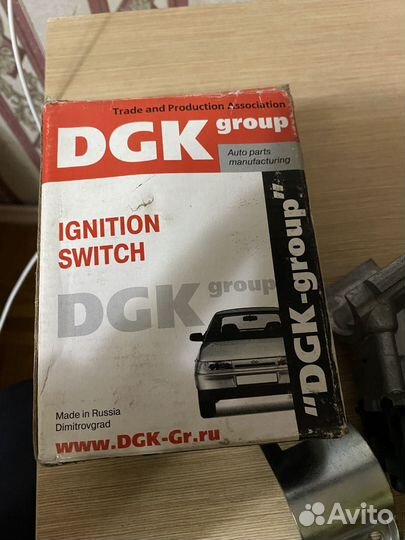 Trade and Production Association
DGK group
Auto parts
manufacturing
IGNITION
SWITCH
DGK group
"DGK-group"
Made in Russia
Dimitrovgrad
www.DGK-Gr.ru
Avito